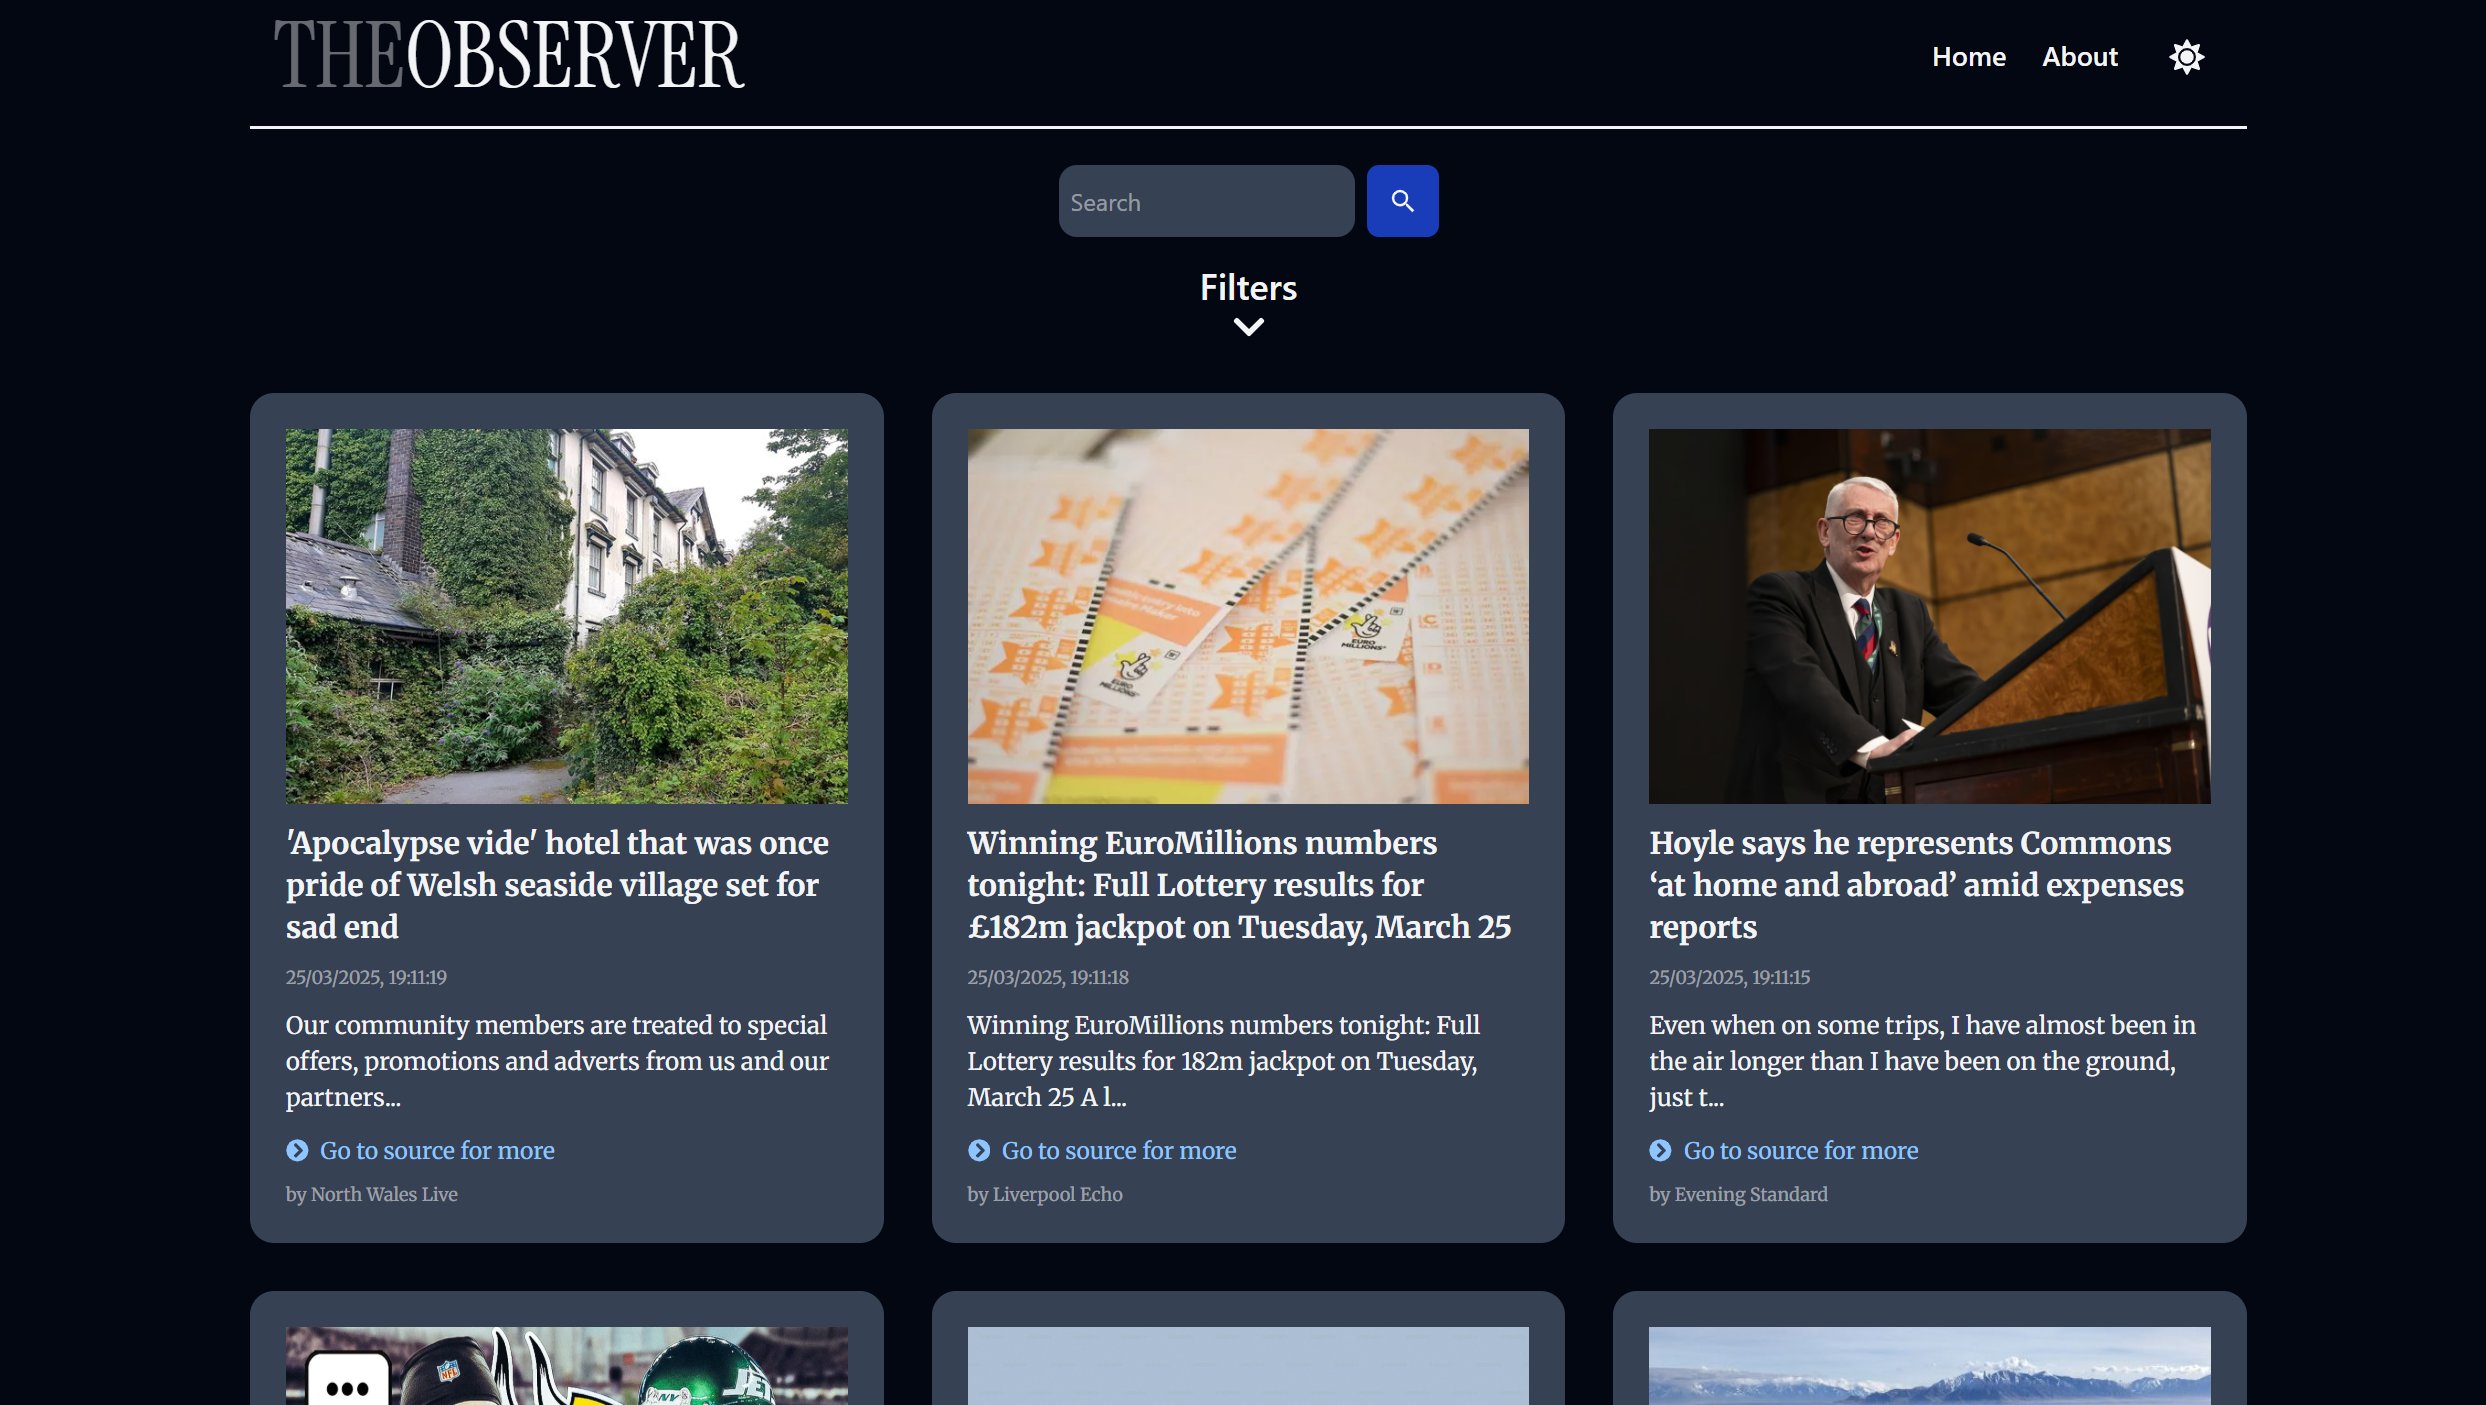 THEOBSERVER
Home About
Search
Filters
'Apocalypse vide' hotel that was once
pride of Welsh seaside village set for
sad end
25/03/2025, 19:11:19
Our community members are treated to special
offers, promotions and adverts from us and our
partners...
Go to source for more
by North Wales Live
EURO
MILLIONS
EURO
MILLIONS
Winning EuroMillions numbers
tonight: Full Lottery results for
£182m jackpot on Tuesday, March 25
25/03/2025, 19:11:18
Winning EuroMillions numbers tonight: Full
Lottery results for 182m jackpot on Tuesday,
March 25 A l...
Go to source for more
by Liverpool Echo
Hoyle says he represents Commons
‘at home and abroad’ amid expenses
reports
25/03/2025, 19:11:15
Even when on some trips, I have almost been in
the air longer than I have been on the ground,
just t...
Go to source for more
by Evening Standard
NFL
NY
JET